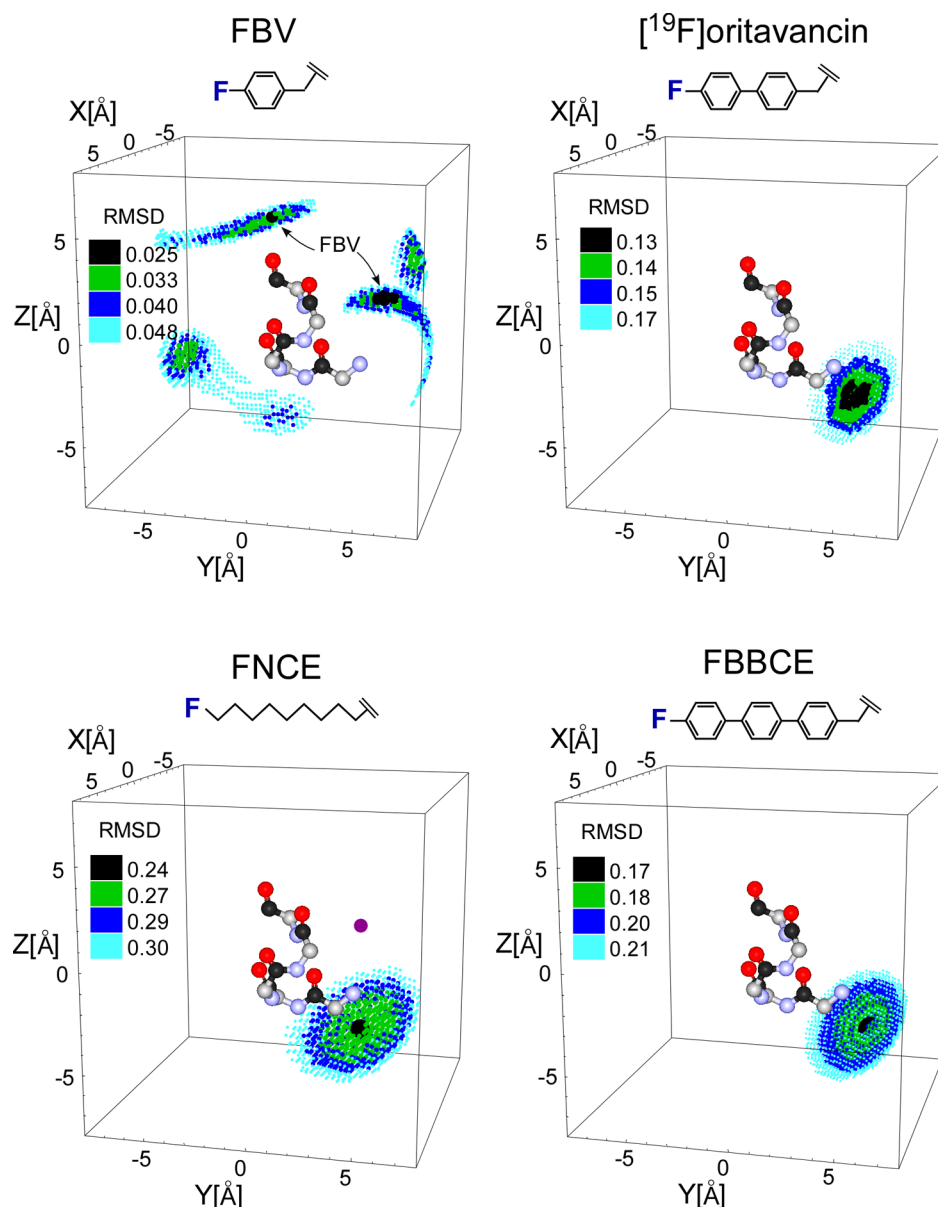 FBV
F
X[Å]
5
0
-5
RMSD
0.025
0.033
0.040
0.048
FBV
5
Z[Å]
0
-5
-5
0
5
Y[Å]
[¹⁹F]oritavancin
F
X[Å]
5
0
-5
RMSD
0.13
0.14
0.15
0.17
5
Z[Å]
0
-5
-5
0
5
Y[Å]
FNCE
F
X[Å]
5
0
-5
RMSD
0.24
0.27
0.29
0.30
5
Z[Å]
0
-5
-5
0
5
Y[Å]
FBBCE
F
X[Å]
5
0
-5
RMSD
0.17
0.18
0.20
0.21
5
Z[Å]
0
-5
-5
0
5
Y[Å]